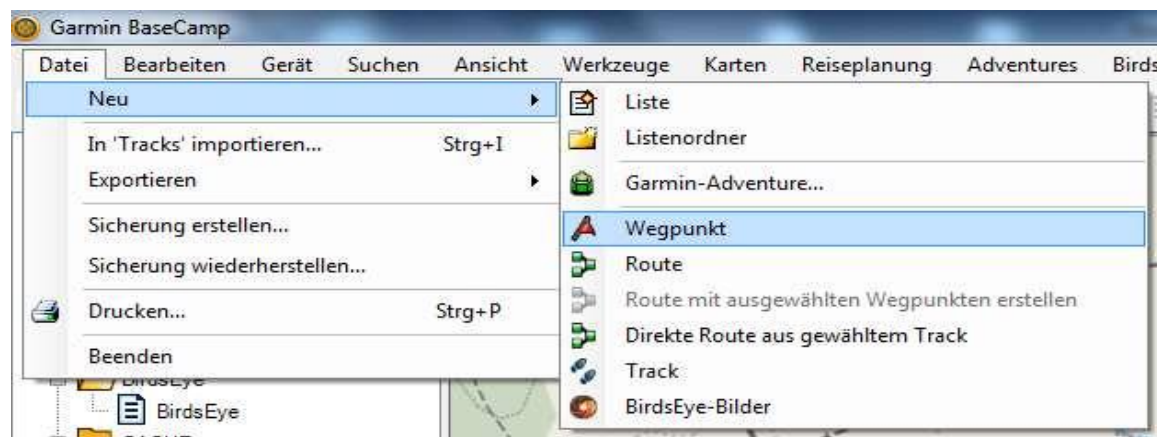 Garmin BaseCamp
Datei Bearbeiten Gerät Suchen Ansicht Werkzeuge Karten Reiseplanung Adventures Birds
Neu
In 'Tracks' importieren... Strg+I
Exportieren
Sicherung erstellen...
Sicherung wiederherstellen...
Drucken... Strg+P
Beenden
Liste
Listenordner
Garmin-Adventure...
Wegpunkt
Route
Route mit ausgewählten Wegpunkten erstellen
Direkte Route aus gewähltem Track
Track
BirdsEye-Bilder
BirdsEye
BirdsEye